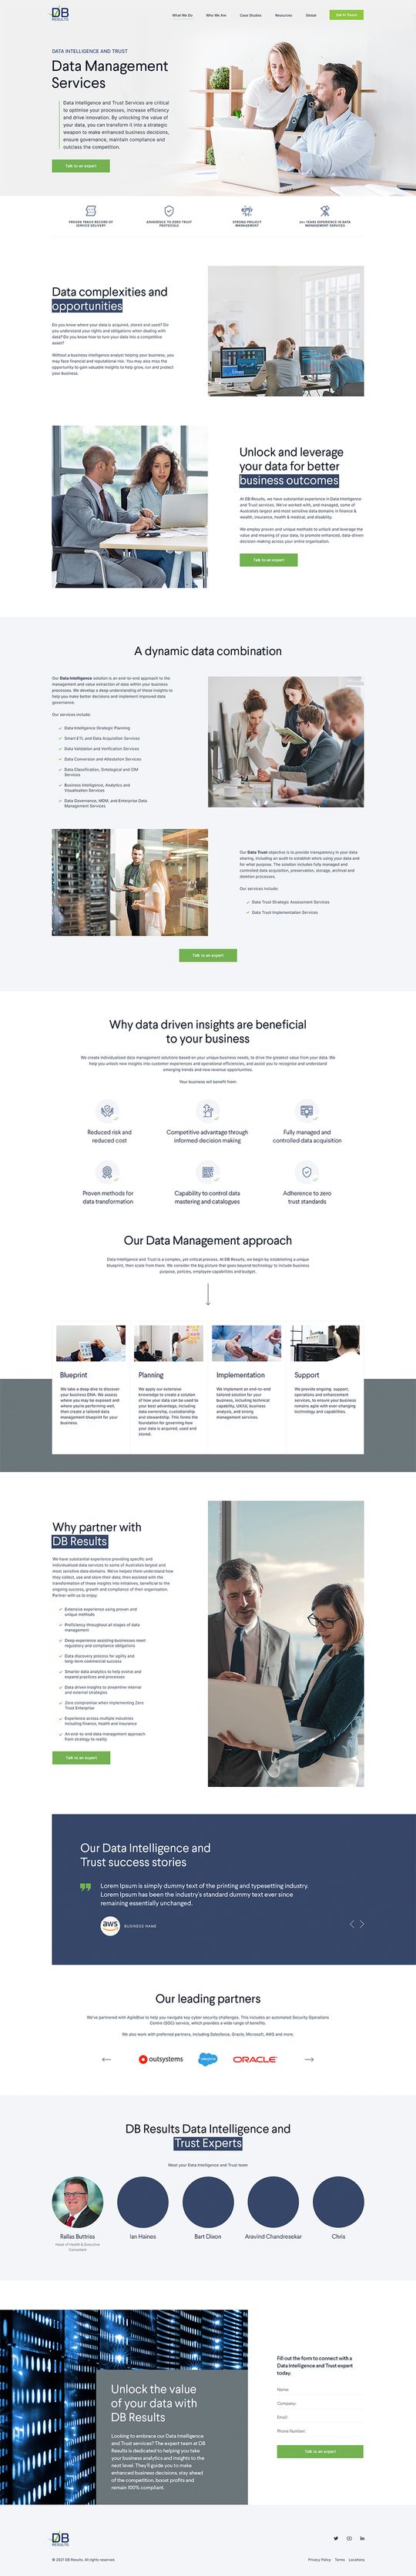 DB
RESULTS
What We Do
Who We Are
Case Studies
Resources
Global
Get In Touch
DATA INTELLIGENCE AND TRUST
Data Management
Services
Data Intelligence and Trust Services are critical
to optimise your processes, increase efficiency
and drive innovation. By unlocking the value of
your data, you can transform it into a strategic
weapon to make enhanced business decisions,
ensure governance, maintain compliance and
outclass the competition.
Talk to an expert
PROVEN TRACK RECORD OF
SERVICE DELIVERY
ADHERENCE TO ZERO TRUST
PROTOCOLS
STRONG PROJECT
MANAGEMENT
20+ YEARS EXPERIENCE IN DATA
MANAGEMENT SERVICES
Data complexities and
opportunities
Do you know where your data is acquired, stored and used? Do
you understand your rights and obligations when dealing with
data? Do you know how to turn your data into a competitive
asset?
Without a business intelligence analyst helping your business, you
may face financial and reputational risk. You may also miss the
opportunity to gain valuable insights to help grow, run and protect
your business.
Unlock and leverage
your data for better
business outcomes
At DB Results, we have substantial experience in Data Intelligence
and Trust services. We've worked with, and managed, some of
Australia's largest and most sensitive data domains in finance &
wealth, insurance, health & medical, and disability.
We employ proven and unique methods to unlock and leverage the
value and meaning of your data, to promote enhanced, data-driven
decision-making across your entire organisation.
Talk to an expert
A dynamic data combination
Our Data Intelligence solution is an end-to-end approach to the
management and value extraction of data within your business
processes. We develop a deep understanding of these insights to
help you make better decisions and implement improved data
governance.
Our services include:
Data Intelligence Strategic Planning
Smart ETL and Data Acquisition Services
Data Validation and Verification Services
Data Conversion and Attestation Services
Data Classification, Ontological and CIM
Services
Business Intelligence, Analytics and
Visualisation Services
Data Governance, MDM, and Enterprise Data
Management Services
Our Data Trust objective is to provide transparency in your data
sharing, including an audit to establish who's using your data and
for what purpose. The solution includes fully managed and
controlled data acquisition, preservation, storage, archival and
deletion processes.
Our services include:
Data Trust Strategic Assessment Services
Data Trust Implementation Services
Talk to an expert
Why data driven insights are beneficial
to your business
We create individualised data management solutions based on your unique business needs, to drive the greatest value from your data. We
help you unlock new insights into customer experiences and operational efficiencies, and assist you to recognise and understand
emerging trends and new revenue opportunities.
Your business will benefit from:
Reduced risk and
reduced cost
Competitive advantage through
informed decision making
Fully managed and
controlled data acquisition
Proven methods for
data transformation
Capability to control data
mastering and catalogues
Adherence to zero
trust standards
Our Data Management approach
Data Intelligence and Trust is a complex, yet critical process. At DB Results, we begin by establishing a unique
blueprint, then scale from there. We consider the big picture that goes beyond technology to include business
purpose, policies, employee capabilities and budget.
Blueprint
We take a deep dive to discover
your business DNA. We assess
where you may be exposed and
where you're performing well,
then create a tailored data
management blueprint for your
business.
Planning
We apply our extensive
knowledge to create a solution
of how your data can be used to
your best advantage, including
data ownership, custodianship
and stewardship. This forms the
foundation for governing how
your data is acquired, used and
stored.
Implementation
We implement an end-to-end
tailored solution for your
business, including technical
capability, UX/UI, business
analysis, and strong
management services.
Support
We provide ongoing, support,
operations and enhancement
services, to ensure your business
remains agile with ever-changing
technology and capabilities.
Why partner with
DB Results
We have substantial experience providing specific and
individualised data services to some of Australia's largest and
most sensitive data-domains. We've helped them understand how
they collect, use and store their data; then assisted with the
transformation of these insights into initiatives, beneficial to the
ongoing success, growth and compliance of their organisation.
Partner with us to enjoy:
Extensive experience using proven and
unique methods
Proficiency throughout all stages of data
management
Deep experience assisting businesses meet
regulatory and compliance obligations
Data discovery process for agility and
long-term commercial success
Smarter data analytics to help evolve and
expand practices and processes
Data driven insights to streamline internal
and external strategies
Zero compromise when implementing Zero
Trust Enterprise
Experience across multiple industries
including finance, health and insurance
An end-to-end data management approach
from strategy to reality.
Talk to an expert
Our Data Intelligence and
Trust success stories
Lorem Ipsum is simply dummy text of the printing and typesetting industry.
Lorem Ipsum has been the industry's standard dummy text ever since
remaining essentially unchanged.
aws
BUSINESS NAME
Our leading partners
We've partnered with AgileBlue to help you navigate key cyber security challenges. This includes an automated Security Operations
Centre (SOC) service, which provides a wide range of benefits.
We also work with preferred partners, including Salesforce, Oracle, Microsoft, AWS and more.
outsystems
salesforce
ORACLE
DB Results Data Intelligence and
Trust Experts
Meet your Data Intelligence and Trust team
Rallas Buttriss
Head of Health & Executive
Consultant
Ian Haines
Bart Dixon
Aravind Chandresekar
Chris
Unlock the value
of your data with
DB Results
Looking to embrace our Data Intelligence
and Trust services? The expert team at DB
Results is dedicated to helping you take
your business analytics and insights to the
next level. They'll guide you to make
enhanced business decisions, stay ahead
of the competition, boost profits and
remain 100% compliant.
Fill out the form to connect with a
Data Intelligence and Trust expert
today.
Name:
Company:
Email:
Phone Number:
Talk to an expert
DB
RESULTS
© 2021 DB Results. All rights reserved.
Privacy Policy
Terms
Locations